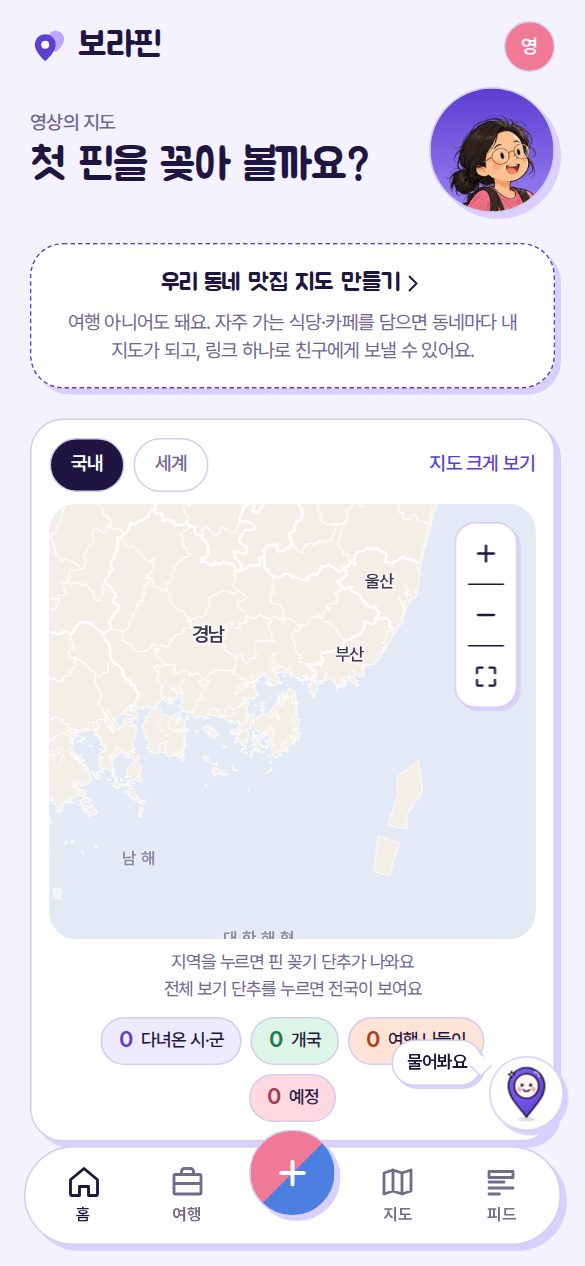 보라핀
영
영상의 지도
첫 핀을 꽂아 볼까요?
우리 동네 맛집 지도 만들기
여행 아니어도 돼요. 자주 가는 식당·카페를 담으면 동네마다 내
지도가 되고, 링크 하나로 친구에게 보낼 수 있어요.
국내
세계
지도 크게 보기
울산
경남
부산
남 해
대 한 해 협
지역을 누르면 핀 꽂기 단추가 나와요
전체 보기 단추를 누르면 전국이 보여요
0 다녀온 시·군
0 개국
0 여행·나들이
물어봐요
0 예정
홈
여행
지도
피드